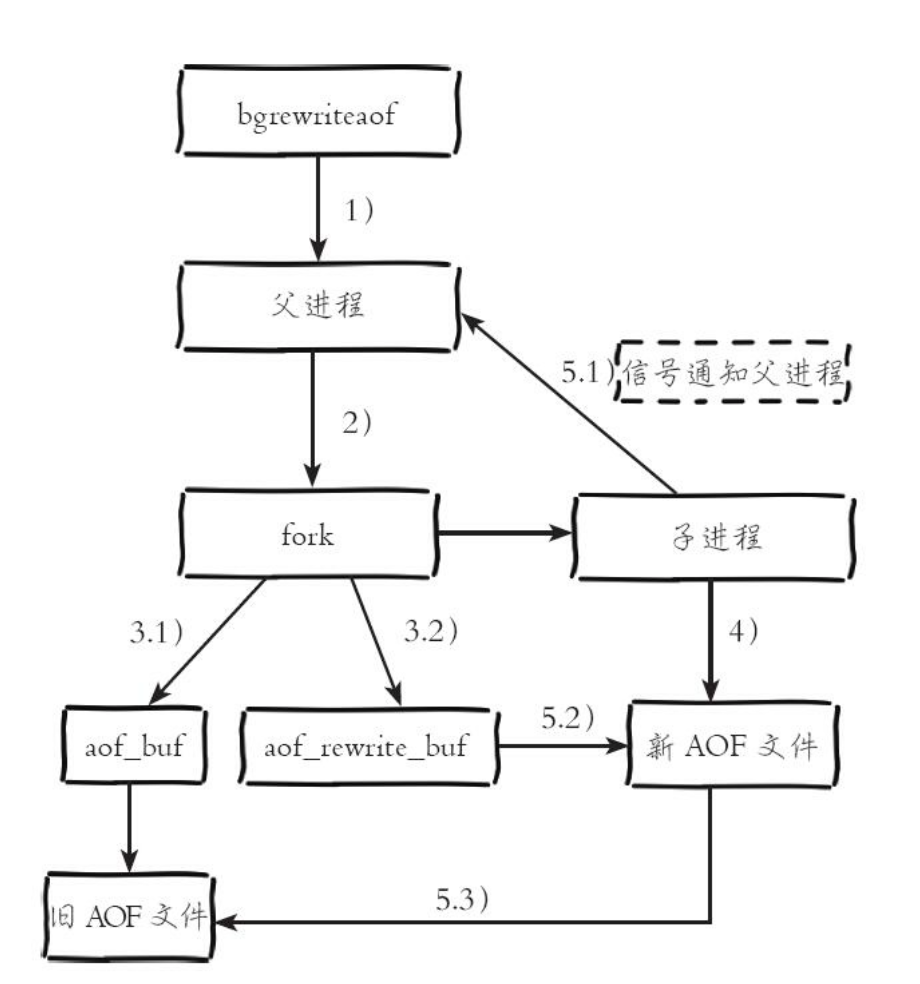 bgrewriteaof
1)
父进程
5.1)
信号通知父进程
2)
fork
子进程
3.1)
3.2)
4)
aof_buf
aof_rewrite_buf
5.2)
新 AOF 文件
5.3)
旧 AOF 文件